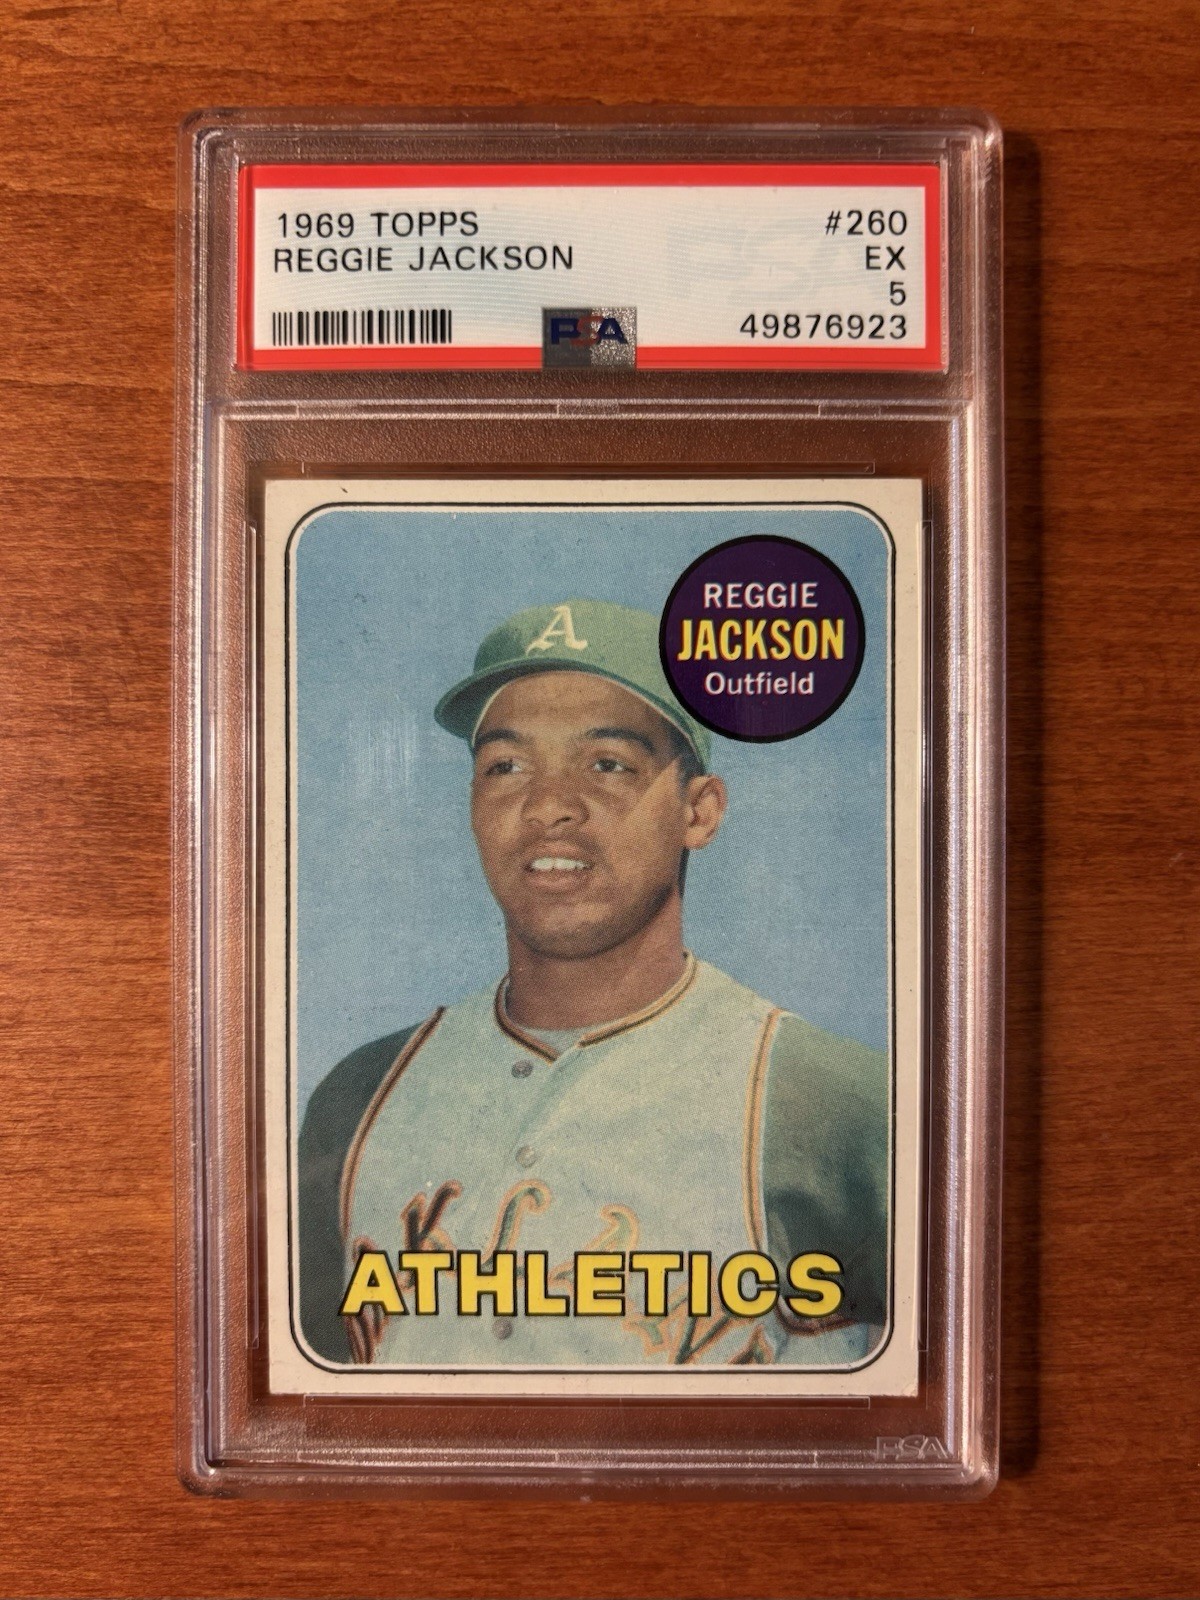 1969 TOPPS #260
REGGIE JACKSON EX
5
PSA 49876923
A
REGGIE
JACKSON
Outfield
ATHLETICS
PSA